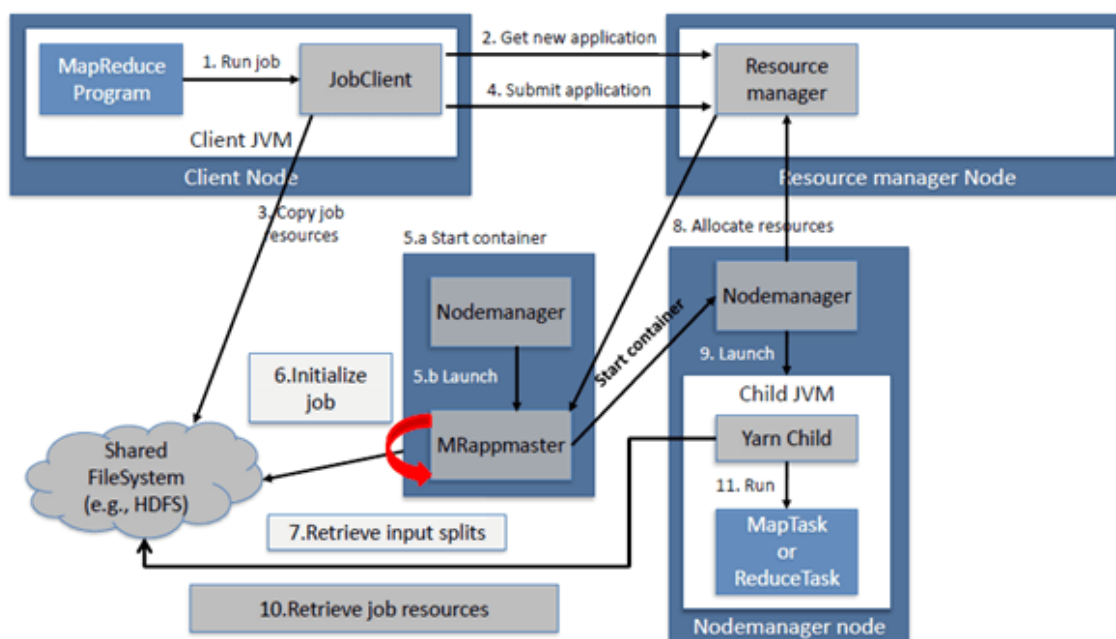 MapReduce
Program
1. Run job
JobClient
Client JVM
Client Node
2. Get new application
4. Submit application
Resource
manager
Resource manager Node
3. Copy job
resources
5.a Start container
Nodemanager
5.b Launch
MRappmaster
6.Initialize
job
Shared
FileSystem
(e.g., HDFS)
7.Retrieve input splits
Start container
8. Allocate resources
Nodemanager
9. Launch
Child JVM
Yarn Child
11. Run
MapTask
or
ReduceTask
Nodemanager node
10.Retrieve job resources